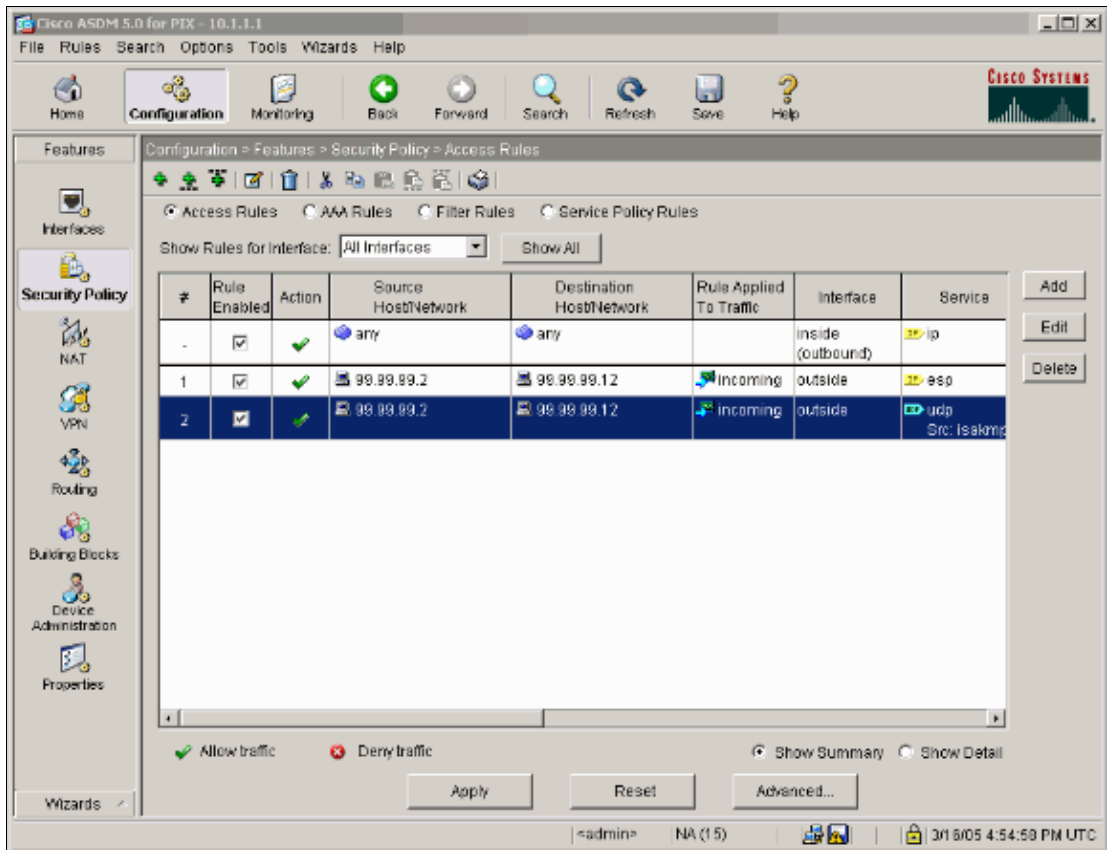 Cisco ASDM 5.0 for PIX - 10.1.1.1
File Rules Search Options Tools Wizards Help
Home Configuration Monitoring Back Forward Search Refresh Save Help
CISCO SYSTEMS
Features
Interfaces
Security Policy
NAT
VPN
Routing
Building Blocks
Device
Administration
Properties
Wizards
Configuration > Features > Security Policy > Access Rules
Access Rules AAA Rules Filter Rules Service Policy Rules
Show Rules for Interface: All Interfaces Show All
# Rule Enabled Action Source Host/Network Destination Host/Network Rule Applied To Traffic Interface Service
- any any inside (outbound) ip
1 99.99.99.2 99.99.99.12 incoming outside esp
2 99.99.99.2 99.99.99.12 incoming outside udp
Src: isakmp
Add
Edit
Delete
Allow traffic Deny traffic Show Summary Show Detail
Apply Reset Advanced...
<admin> NA (15) 3/16/05 4:54:58 PM UTC